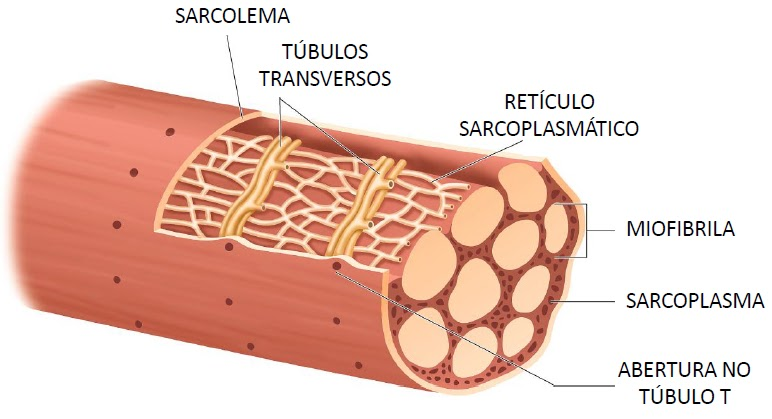 SARCOLEMA
TÚBULOS
TRANSVERSOS
RETÍCULO
SARCOPLASMÁTICO
MIOFIBRILA
SARCOPLASMA
ABERTURA NO
TÚBULO T